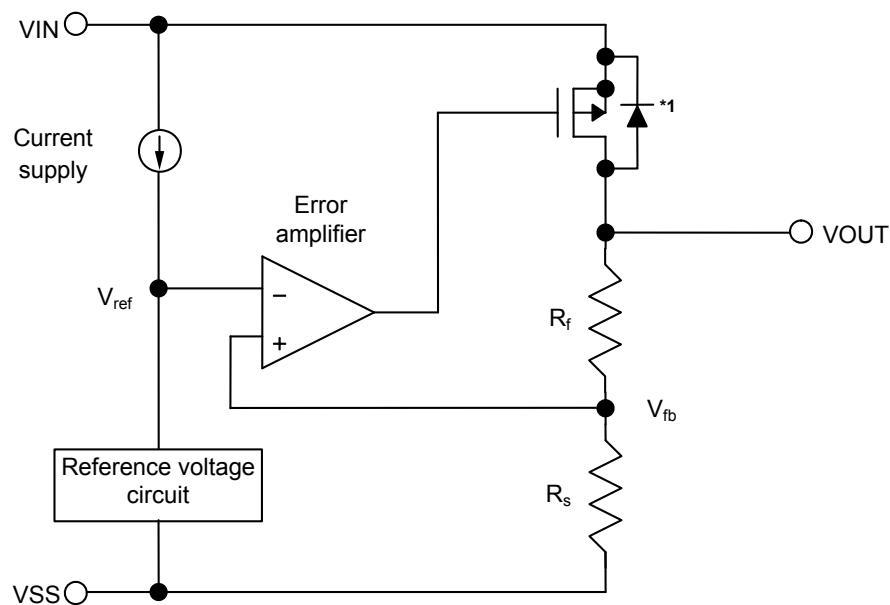 VIN
*1
Current
supply
Error
amplifier
VOUT
Vref
−
+
Rf
Vfb
Reference voltage
circuit
Rs
VSS